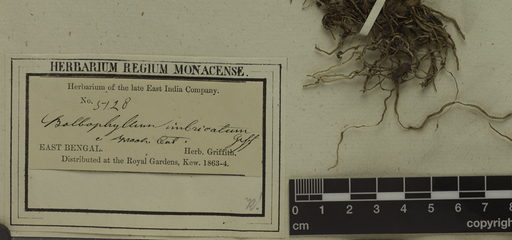 HERBARIUM REGIUM MONACENSE.
Herbarium of the late East India Company.
No. 5128
Bolbophyllum imbricatum
Griff
EAST BENGAL. Herb. Griffith.
Distributed at the Royal Gardens, Kew. 1863-4.
0 1 2 3 4 5 6 7 8
cm copyrig